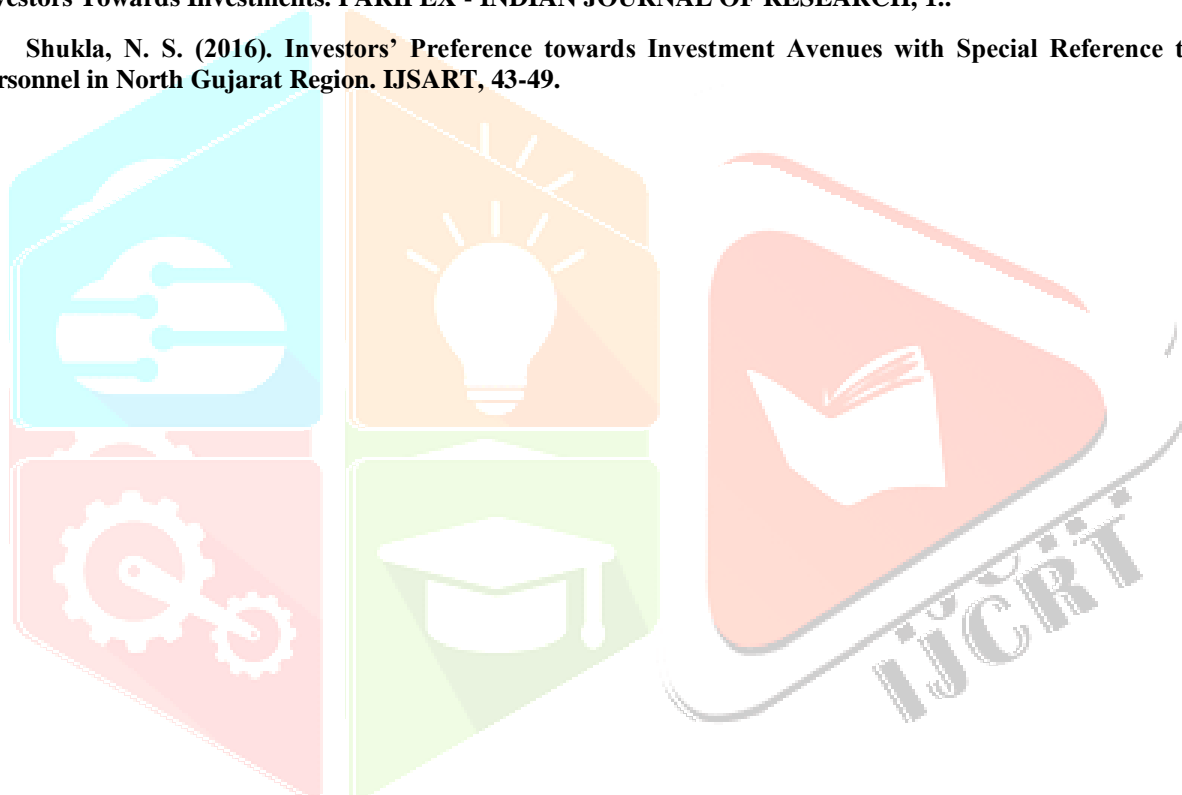 vestors Towards Investments. PARIPEX - INDIAN JOURNAL OF RESEARCH, 1..
Shukla, N. S. (2016). Investors’ Preference towards Investment Avenues with Special Reference t
rsonnel in North Gujarat Region. IJSART, 43-49.
IJCRT